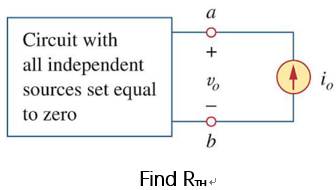 a
Circuit with
all independent
sources set equal
to zero
+
v_o
i_o
−
b
Find R_TH↵